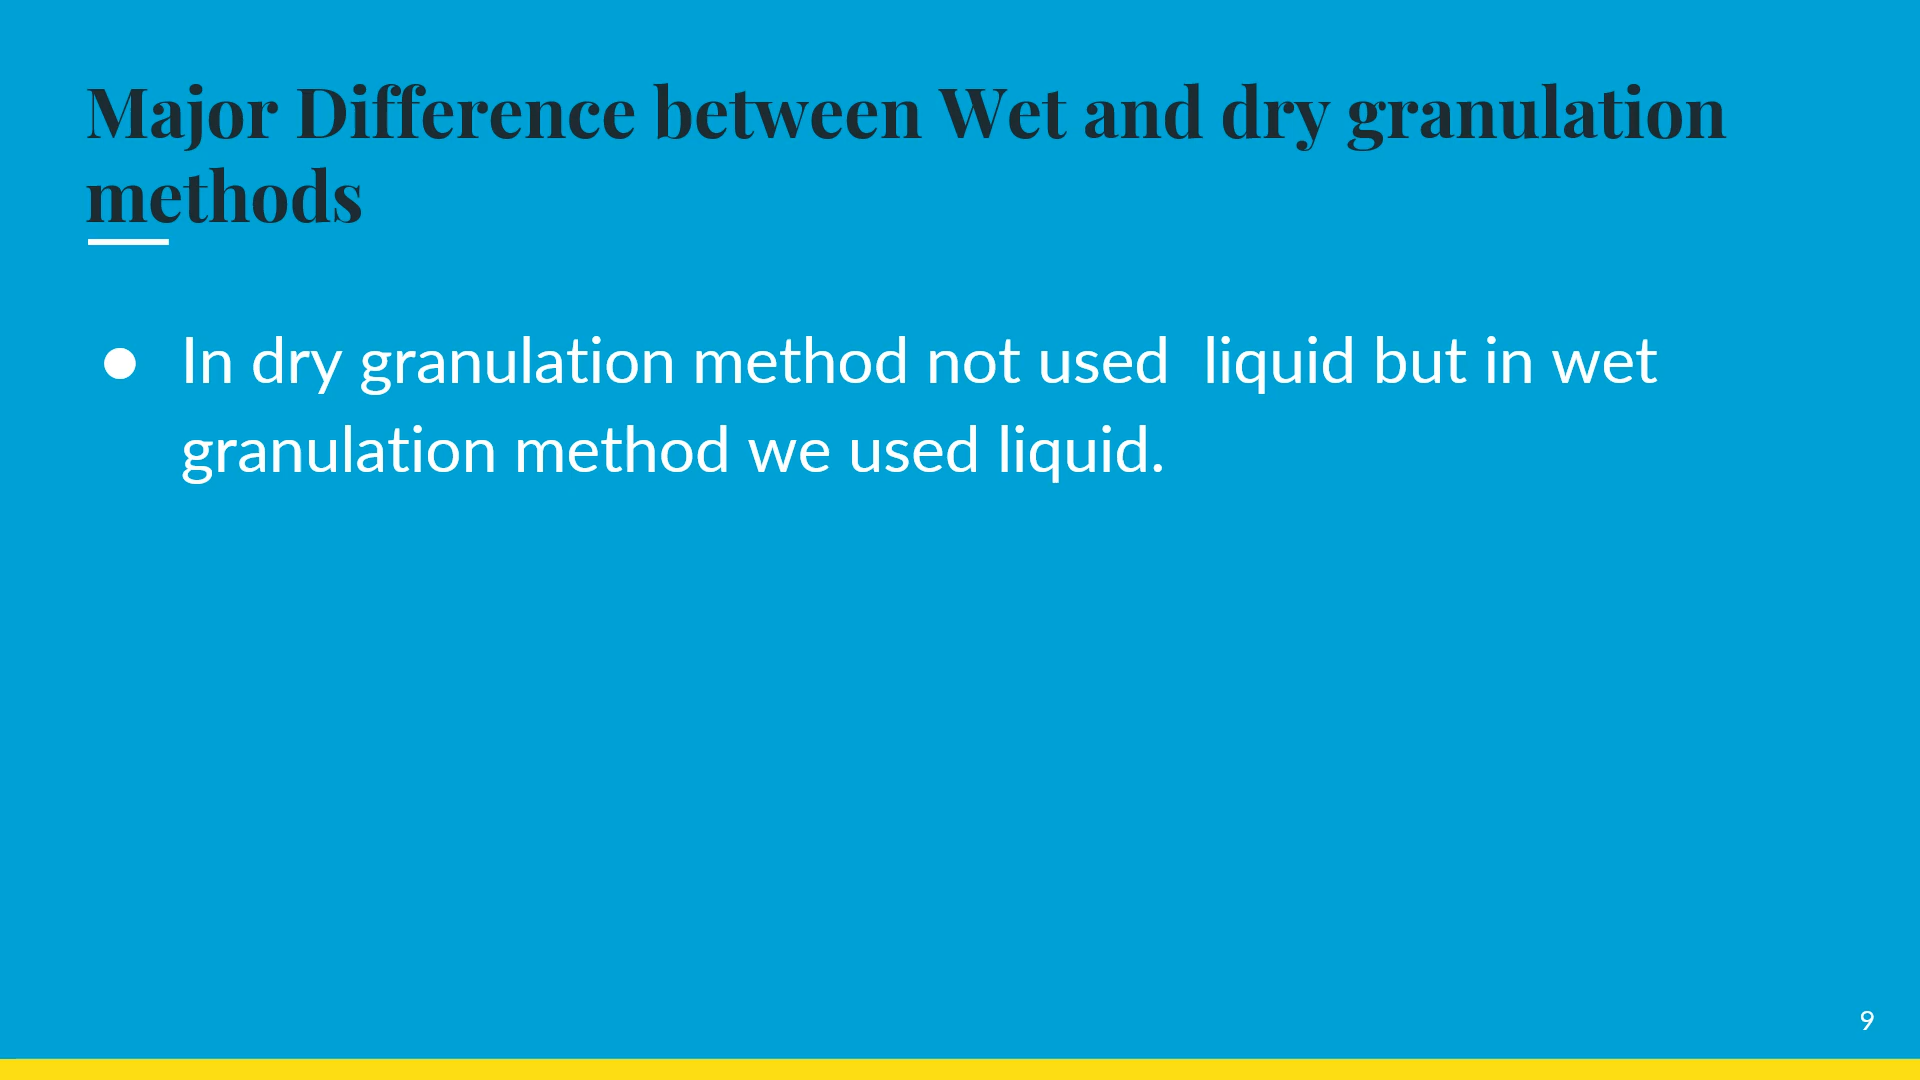 Major Difference between Wet and dry granulation
methods
● In dry granulation method not used  liquid but in wet
granulation method we used liquid.
9